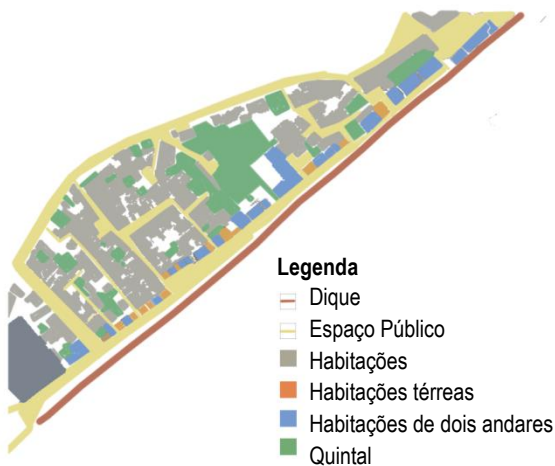 Legenda
Dique
Espaço Público
Habitações
Habitações térreas
Habitações de dois andares
Quintal